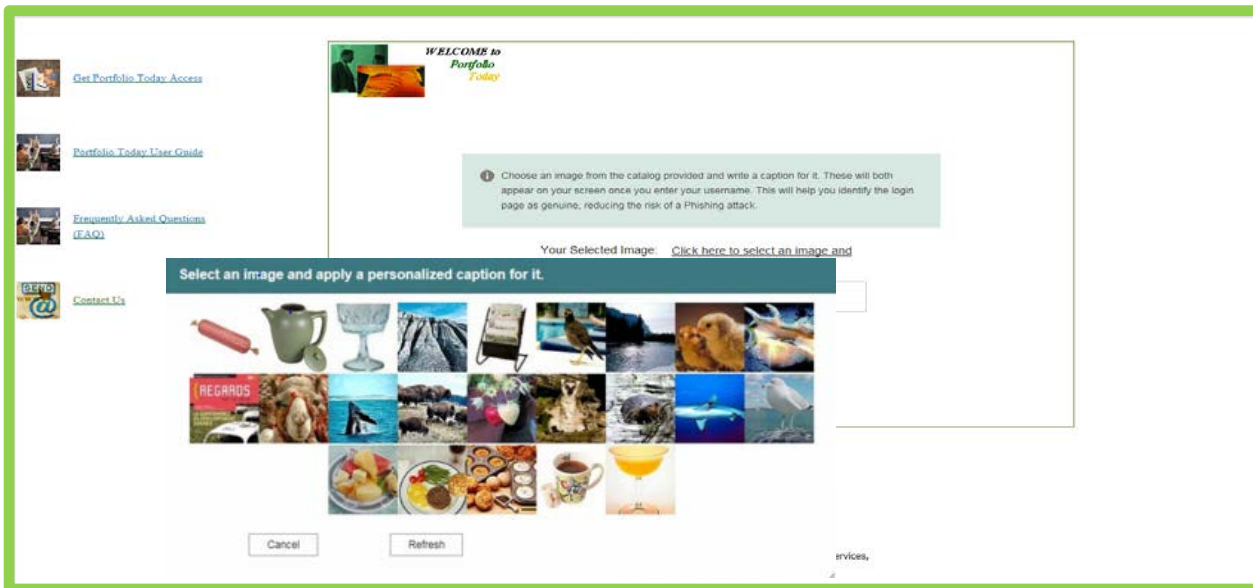 WELCOME to
Portfolio
Today
Get Portfolio Today Access
Portfolio Today User Guide
Frequently Asked Questions
(FAQ)
Contact Us
Choose an image from the catalog provided and write a caption for it. These will both
appear on your screen once you enter your username. This will help you identify the login
page as genuine, reducing the risk of a Phishing attack.
Your Selected Image: Click here to select an image and
Select an image and apply a personalized caption for it.
(REGARDS
Cancel
Refresh
ervices,